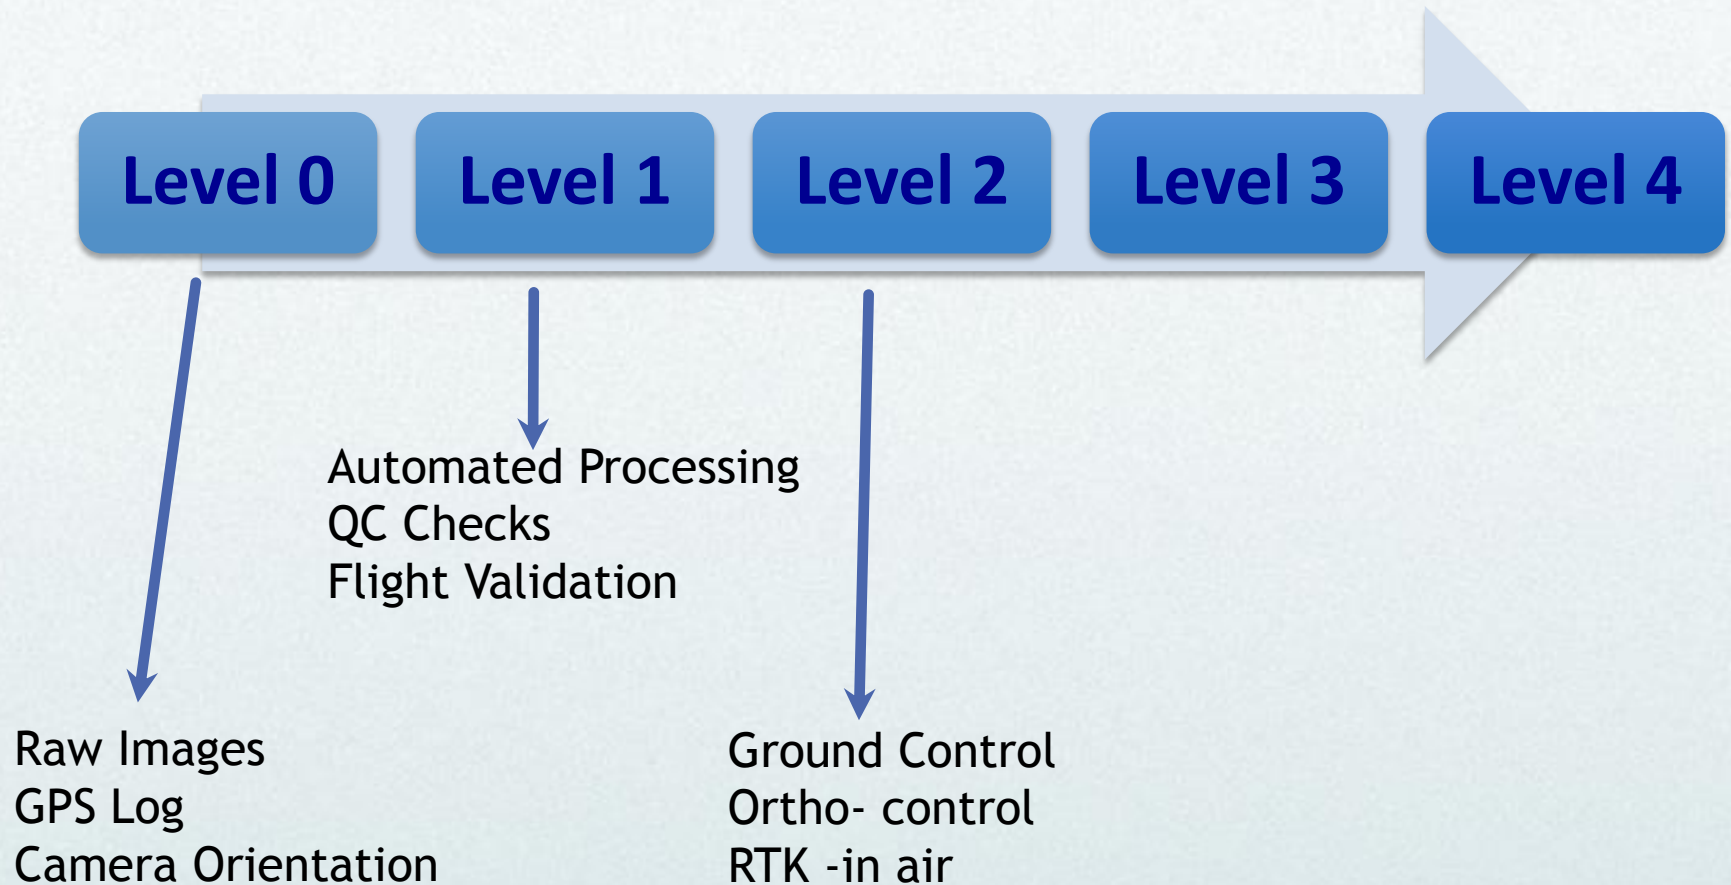 Level 0
Level 1
Level 2
Level 3
Level 4
Automated Processing
QC Checks
Flight Validation
Raw Images
GPS Log
Camera Orientation
Ground Control
Ortho- control
RTK -in air